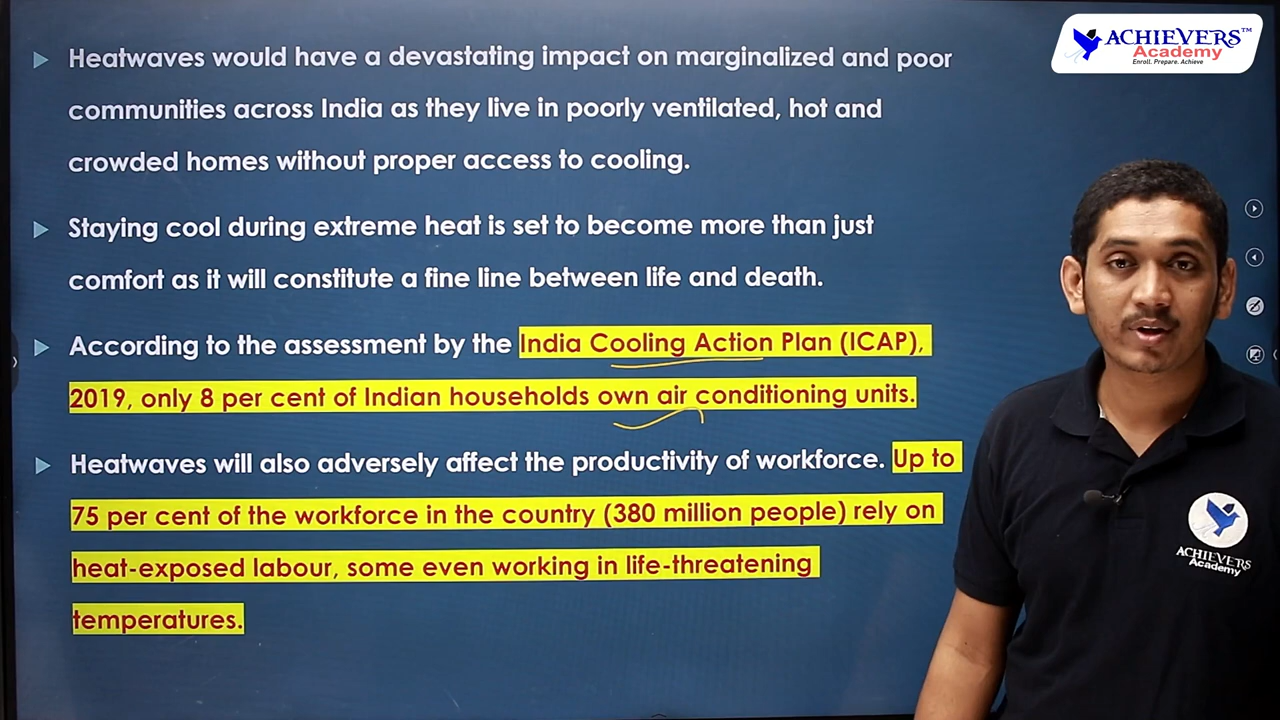 Heatwaves would have a devastating impact on marginalized and poor
communities across India as they live in poorly ventilated, hot and
crowded homes without proper access to cooling.
Staying cool during extreme heat is set to become more than just
comfort as it will constitute a fine line between life and death.
According to the assessment by the India Cooling Action Plan (ICAP),
2019, only 8 per cent of Indian households own air conditioning units.
Heatwaves will also adversely affect the productivity of workforce. Up to
75 per cent of the workforce in the country (380 million people) rely on
heat-exposed labour, some even working in life-threatening
temperatures.
ACHIEVERS™
Academy
Enroll. Prepare. Achieve
ACHIEVERS
Academy